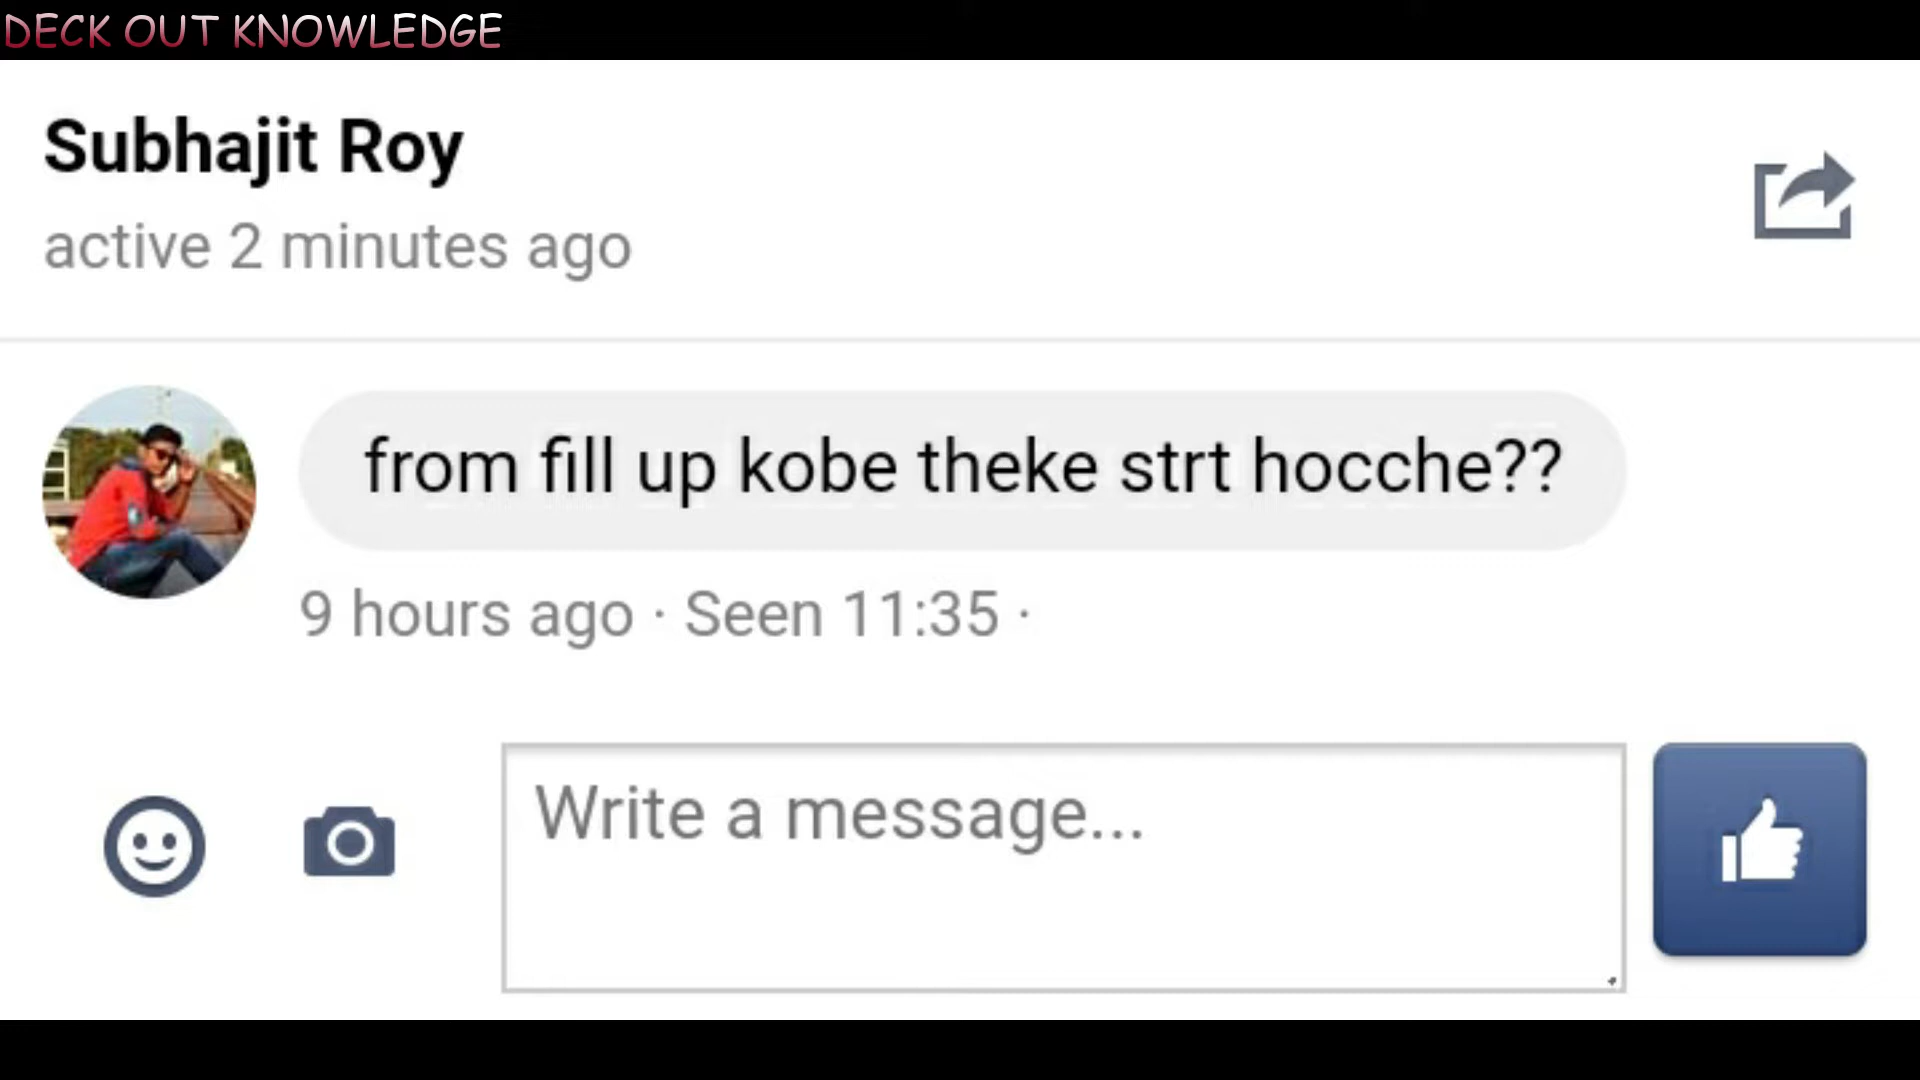 DECK OUT KNOWLEDGE
Subhajit Roy
active 2 minutes ago
from fill up kobe theke strt hocche??
9 hours ago · Seen 11:35 ·
Write a message...